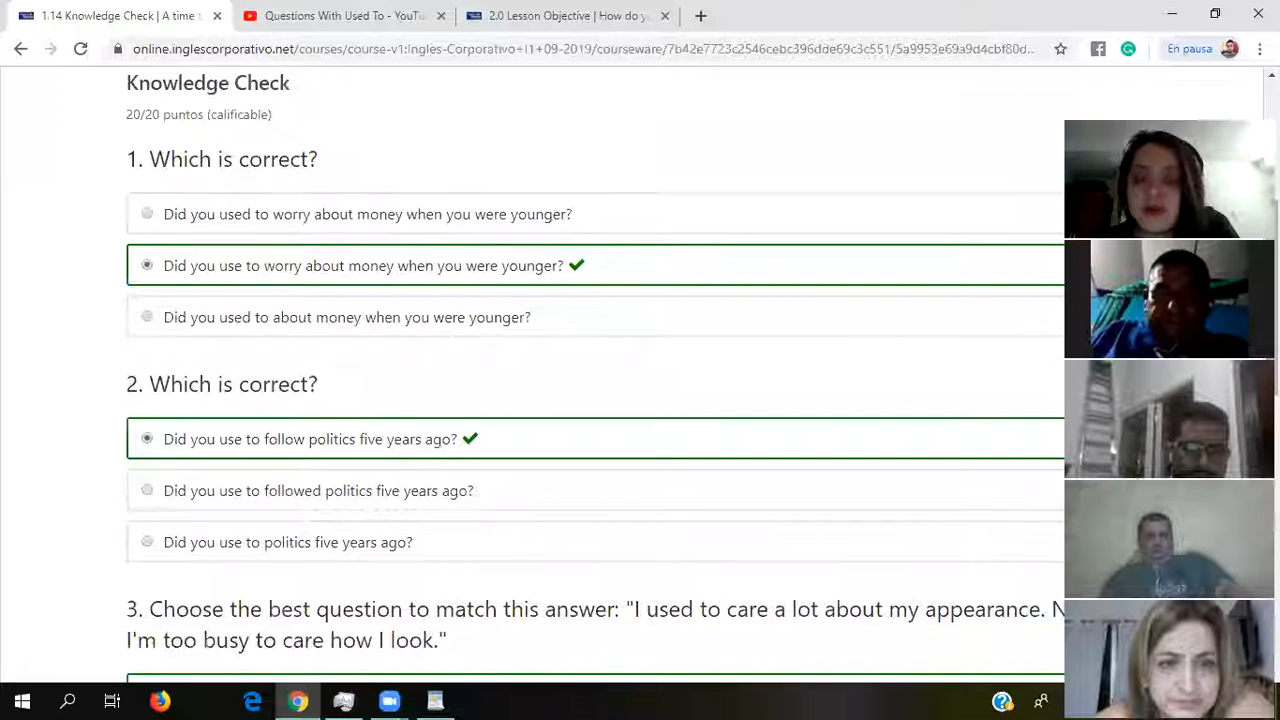 1.14 Knowledge Check | A time t
Questions With Used To - YouTu
2.0 Lesson Objective | How do yo
online.inglescorporativo.net/courses/course-v1:Ingles-Corporativo+I1+09-2019/courseware/7b42e7723c2546cebc396dde69c3c551/5a9953e69a9d4cbf80d...
En pausa
Knowledge Check
20/20 puntos (calificable)
1. Which is correct?
Did you used to worry about money when you were younger?
Did you use to worry about money when you were younger?
Did you used to about money when you were younger?
2. Which is correct?
Did you use to follow politics five years ago?
Did you use to followed politics five years ago?
Did you use to politics five years ago?
3. Choose the best question to match this answer: "I used to care a lot about my appearance. N
I'm too busy to care how I look."